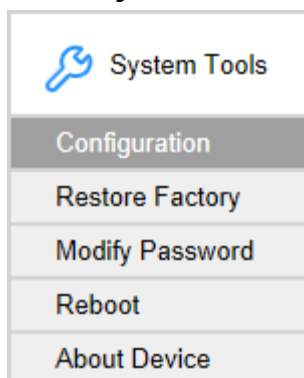 System Tools
Configuration
Restore Factory
Modify Password
Reboot
About Device